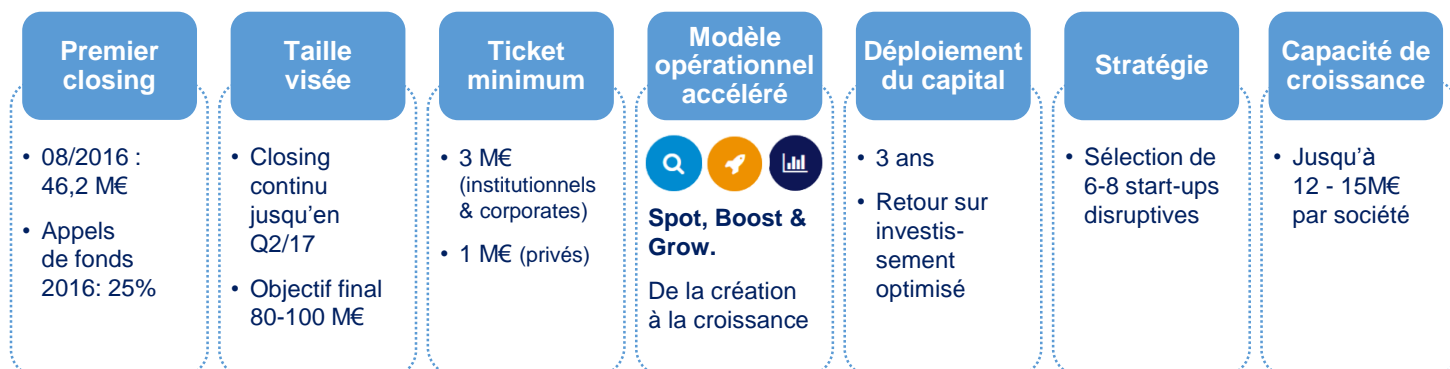 Premier
closing
• 08/2016 :
46,2 M€
• Appels
de fonds
2016: 25%
Taille
visée
• Closing
continu
jusqu'en
Q2/17
• Objectif final
80-100 M€
Ticket
minimum
• 3 M€
(institutionnels
& corporates)
• 1 M€ (privés)
Modèle
opérationnel
accéléré
Spot, Boost &
Grow.
De la création
à la croissance
Déploiement
du capital
• 3 ans
• Retour sur
investis-
sement
optimisé
Stratégie
• Sélection de
6-8 start-ups
disruptives
Capacité de
croissance
• Jusqu'à
12 - 15M€
par société